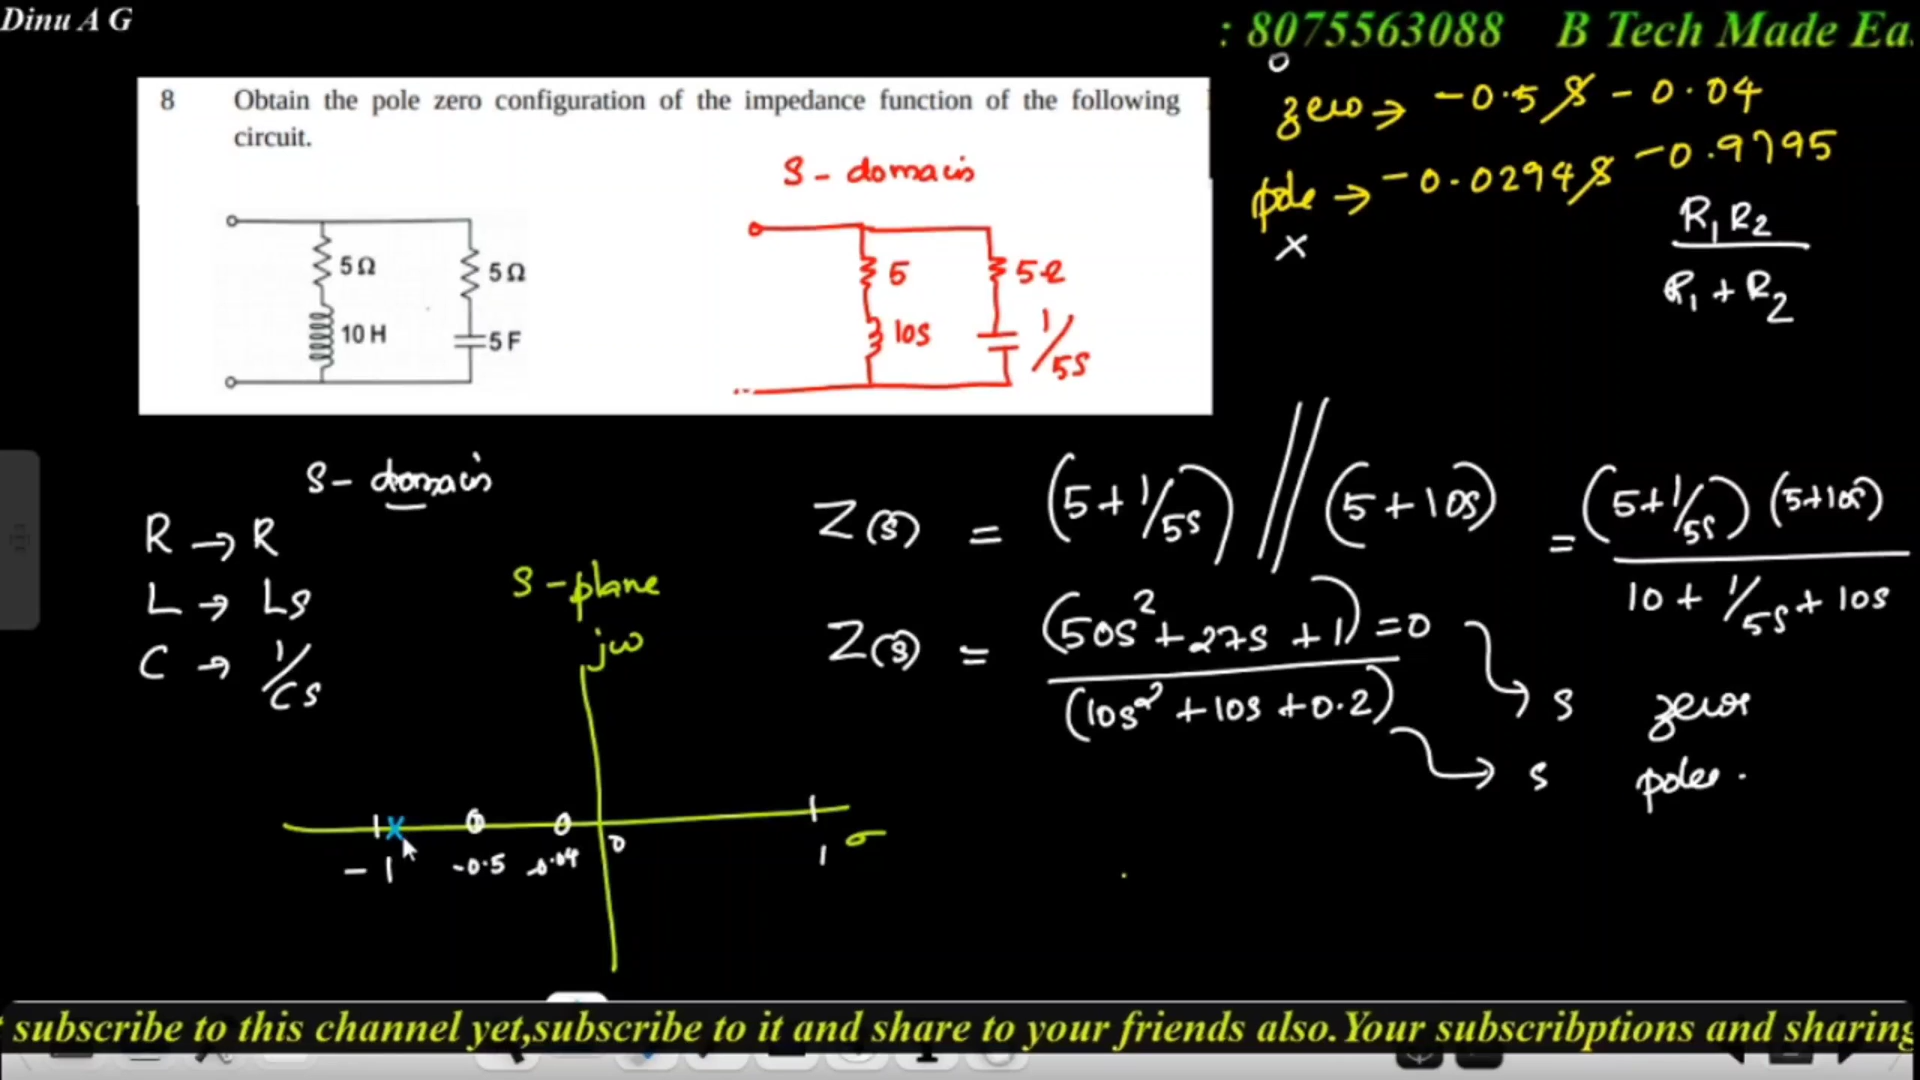 Dinu A G
: 8075563088 B Tech Made Ea
8 Obtain the pole zero configuration of the impedance function of the following
circuit.
5Ω
10 H
5Ω
5 F
S - domain
5
10s
5Ω
1/5s
o
zero → -0.5 & -0.04
pole → -0.0294 & -0.9795
x
R1 R2
R1 + R2
S - domain
R → R
L → Ls
C → 1/Cs
Z(s) = (5+1/5s) // (5+10s) = (5+1/5s) (5+10s)
10 + 1/5s + 10s
Z(s) = (50s² + 27s + 1) = 0
(10s² + 10s + 0.2)
s zeros
s poles.
S - plane
jω
-1 -0.5 -0.04 0 1 σ
subscribe to this channel yet,subscribe to it and share to your friends also.Your subscribptions and sharing